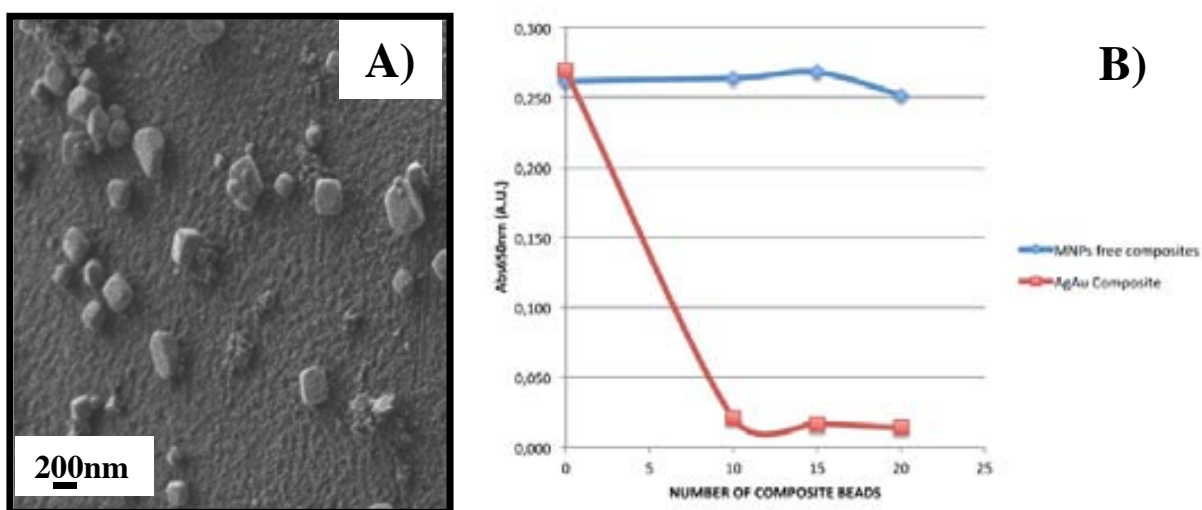 A)
200nm
B)
0,300
0,250
0,200
0,150
0,100
0,050
0,000
0 5 10 15 20 25
NUMBER OF COMPOSITE BEADS
MNPs free composites
AgAu Composite